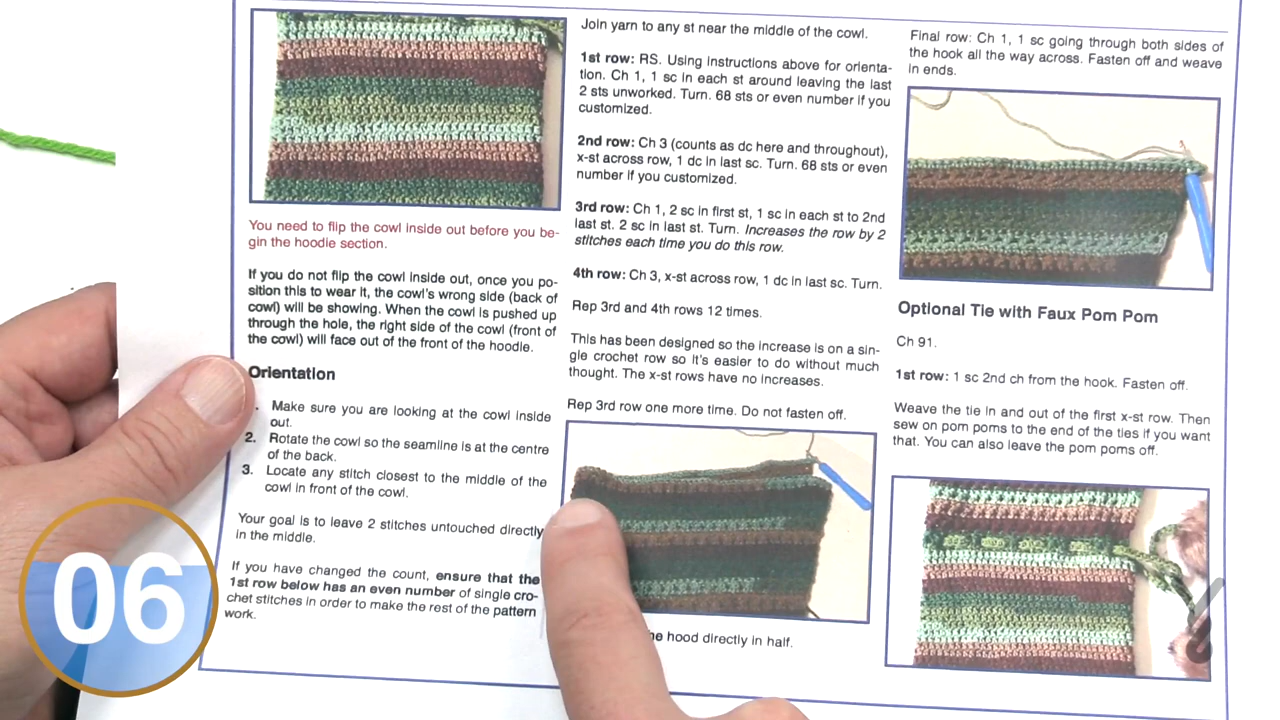 You need to flip the cowl inside out before you be-
gin the hoodie section.
If you do not flip the cowl inside out, once you po-
sition this to wear it, the cowl's wrong side (back of
cowl) will be showing. When the cowl is pushed up
through the hole, the right side of the cowl (front of
the cowl) will face out of the front of the hoodie.
Orientation
Make sure you are looking at the cowl inside
out.
2. Rotate the cowl so the seamline is at the centre
of the back.
3. Locate any stitch closest to the middle of the
cowl in front of the cowl.
Your goal is to leave 2 stitches untouched directly
in the middle.
If you have changed the count, ensure that the
1st row below has an even number of single cro-
chet stitches in order to make the rest of the pattern
work.
Join yarn to any st near the middle of the cowl.
1st row: RS. Using instructions above for orienta-
tion. Ch 1, 1 sc in each st around leaving the last
2 sts unworked. Turn. 68 sts or even number if you
customized.
2nd row: Ch 3 (counts as dc here and throughout),
x-st across row, 1 dc in last sc. Turn. 68 sts or even
number if you customized.
3rd row: Ch 1, 2 sc in first st, 1 sc in each st to 2nd
last st. 2 sc in last st. Turn. Increases the row by 2
stitches each time you do this row.
4th row: Ch 3, x-st across row, 1 dc in last sc. Turn.
Rep 3rd and 4th rows 12 times.
This has been designed so the increase is on a sin-
gle crochet row so it's easier to do without much
thought. The x-st rows have no increases.
Rep 3rd row one more time. Do not fasten off.
hood directly in half.
Final row: Ch 1, 1 sc going through both sides of
the hook all the way across. Fasten off and weave
in ends.
Optional Tie with Faux Pom Pom
Ch 91.
1st row: 1 sc 2nd ch from the hook. Fasten off.
Weave the tie in and out of the first x-st row. Then
sew on pom poms to the end of the ties if you want
that. You can also leave the pom poms off.
06